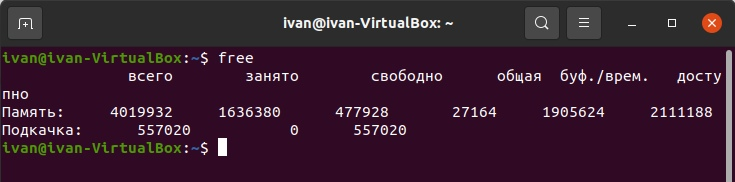 ivan@ivan-VirtualBox: ~
ivan@ivan-VirtualBox:~$ free
всего занято свободно общая буф./врем. досту
пно
Память: 4019932 1636380 477928 27164 1905624 2111188
Подкачка: 557020 0 557020
ivan@ivan-VirtualBox:~$